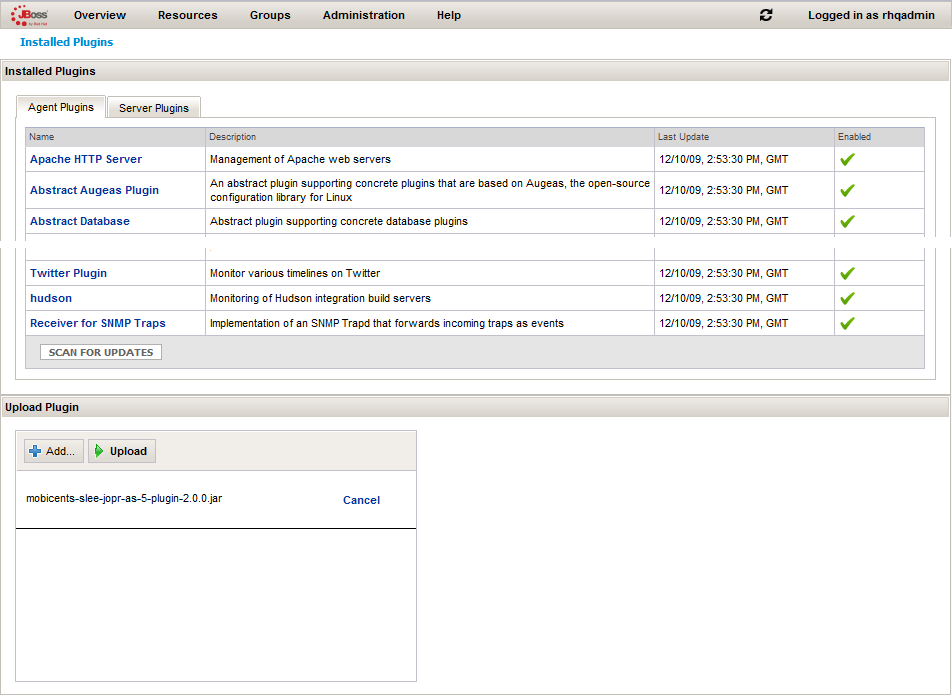 JBoss
by Red Hat
Overview Resources Groups Administration Help Logged in as rhqadmin
Installed Plugins
Installed Plugins
Agent Plugins Server Plugins
Name Description Last Update Enabled
Apache HTTP Server Management of Apache web servers 12/10/09, 2:53:30 PM, GMT
Abstract Augeas Plugin An abstract plugin supporting concrete plugins that are based on Augeas, the open-source configuration library for Linux 12/10/09, 2:53:30 PM, GMT
Abstract Database Abstract plugin supporting concrete database plugins 12/10/09, 2:53:30 PM, GMT
Twitter Plugin Monitor various timelines on Twitter 12/10/09, 2:53:30 PM, GMT
hudson Monitoring of Hudson integration build servers 12/10/09, 2:53:30 PM, GMT
Receiver for SNMP Traps Implementation of an SNMP Trapd that forwards incoming traps as events 12/10/09, 2:53:30 PM, GMT
SCAN FOR UPDATES
Upload Plugin
Add... Upload
mobicents-slee-jopr-as-5-plugin-2.0.0.jar Cancel